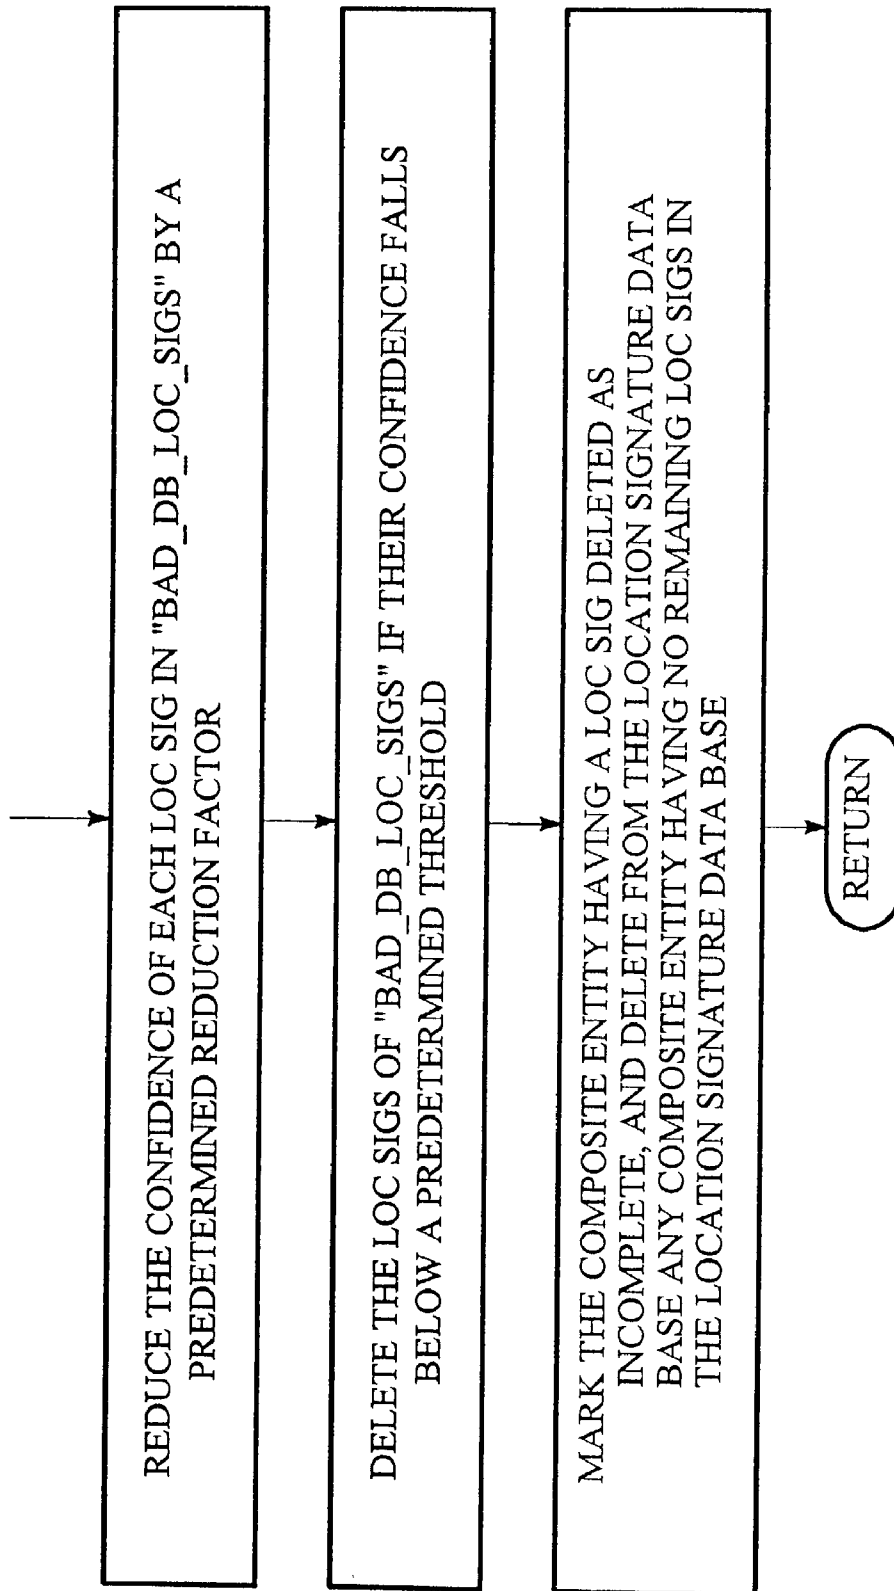 REDUCE THE CONFIDENCE OF EACH LOC SIG IN "BAD_DB_LOC_SIGS" BY A
PREDETERMINED REDUCTION FACTOR
DELETE THE LOC SIGS OF "BAD_DB_LOC_SIGS" IF THEIR CONFIDENCE FALLS
BELOW A PREDETERMINED THRESHOLD
MARK THE COMPOSITE ENTITY HAVING A LOC SIG DELETED AS
INCOMPLETE, AND DELETE FROM THE LOCATION SIGNATURE DATA
BASE ANY COMPOSITE ENTITY HAVING NO REMAINING LOC SIGS IN
THE LOCATION SIGNATURE DATA BASE
RETURN